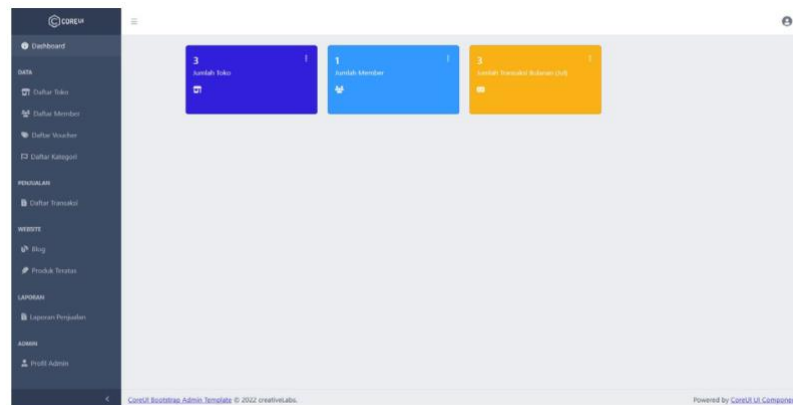 COREUI
Dashboard
DATA
Daftar Toko
Daftar Member
Daftar Voucher
Daftar Kategori
PENJUALAN
Daftar Transaksi
WEBSITE
Blog
Produk Teratas
LAPORAN
Laporan Penjualan
ADMIN
Profil Admin
3
Jumlah Toko
1
Jumlah Member
3
Jumlah Transaksi Bulanan (Jul)
CoreUI Bootstrap Admin Template © 2022 creativeLabs.
Powered by CoreUI UI Compone